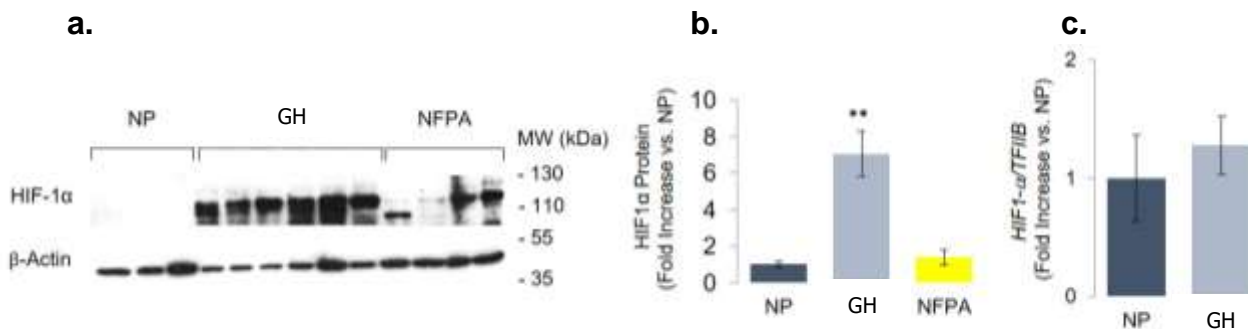 a.
NP GH NFPA MW (kDa)
HIF-1α
β-Actin
- 130
- 110
- 55
- 35
b.
HIF1α Protein
(Fold Increase vs. NP)
10
8
6
4
2
0
**
NP GH NFPA
c.
HIF1-α/TFIIB
(Fold Increase vs. NP)
2
1
0
NP GH